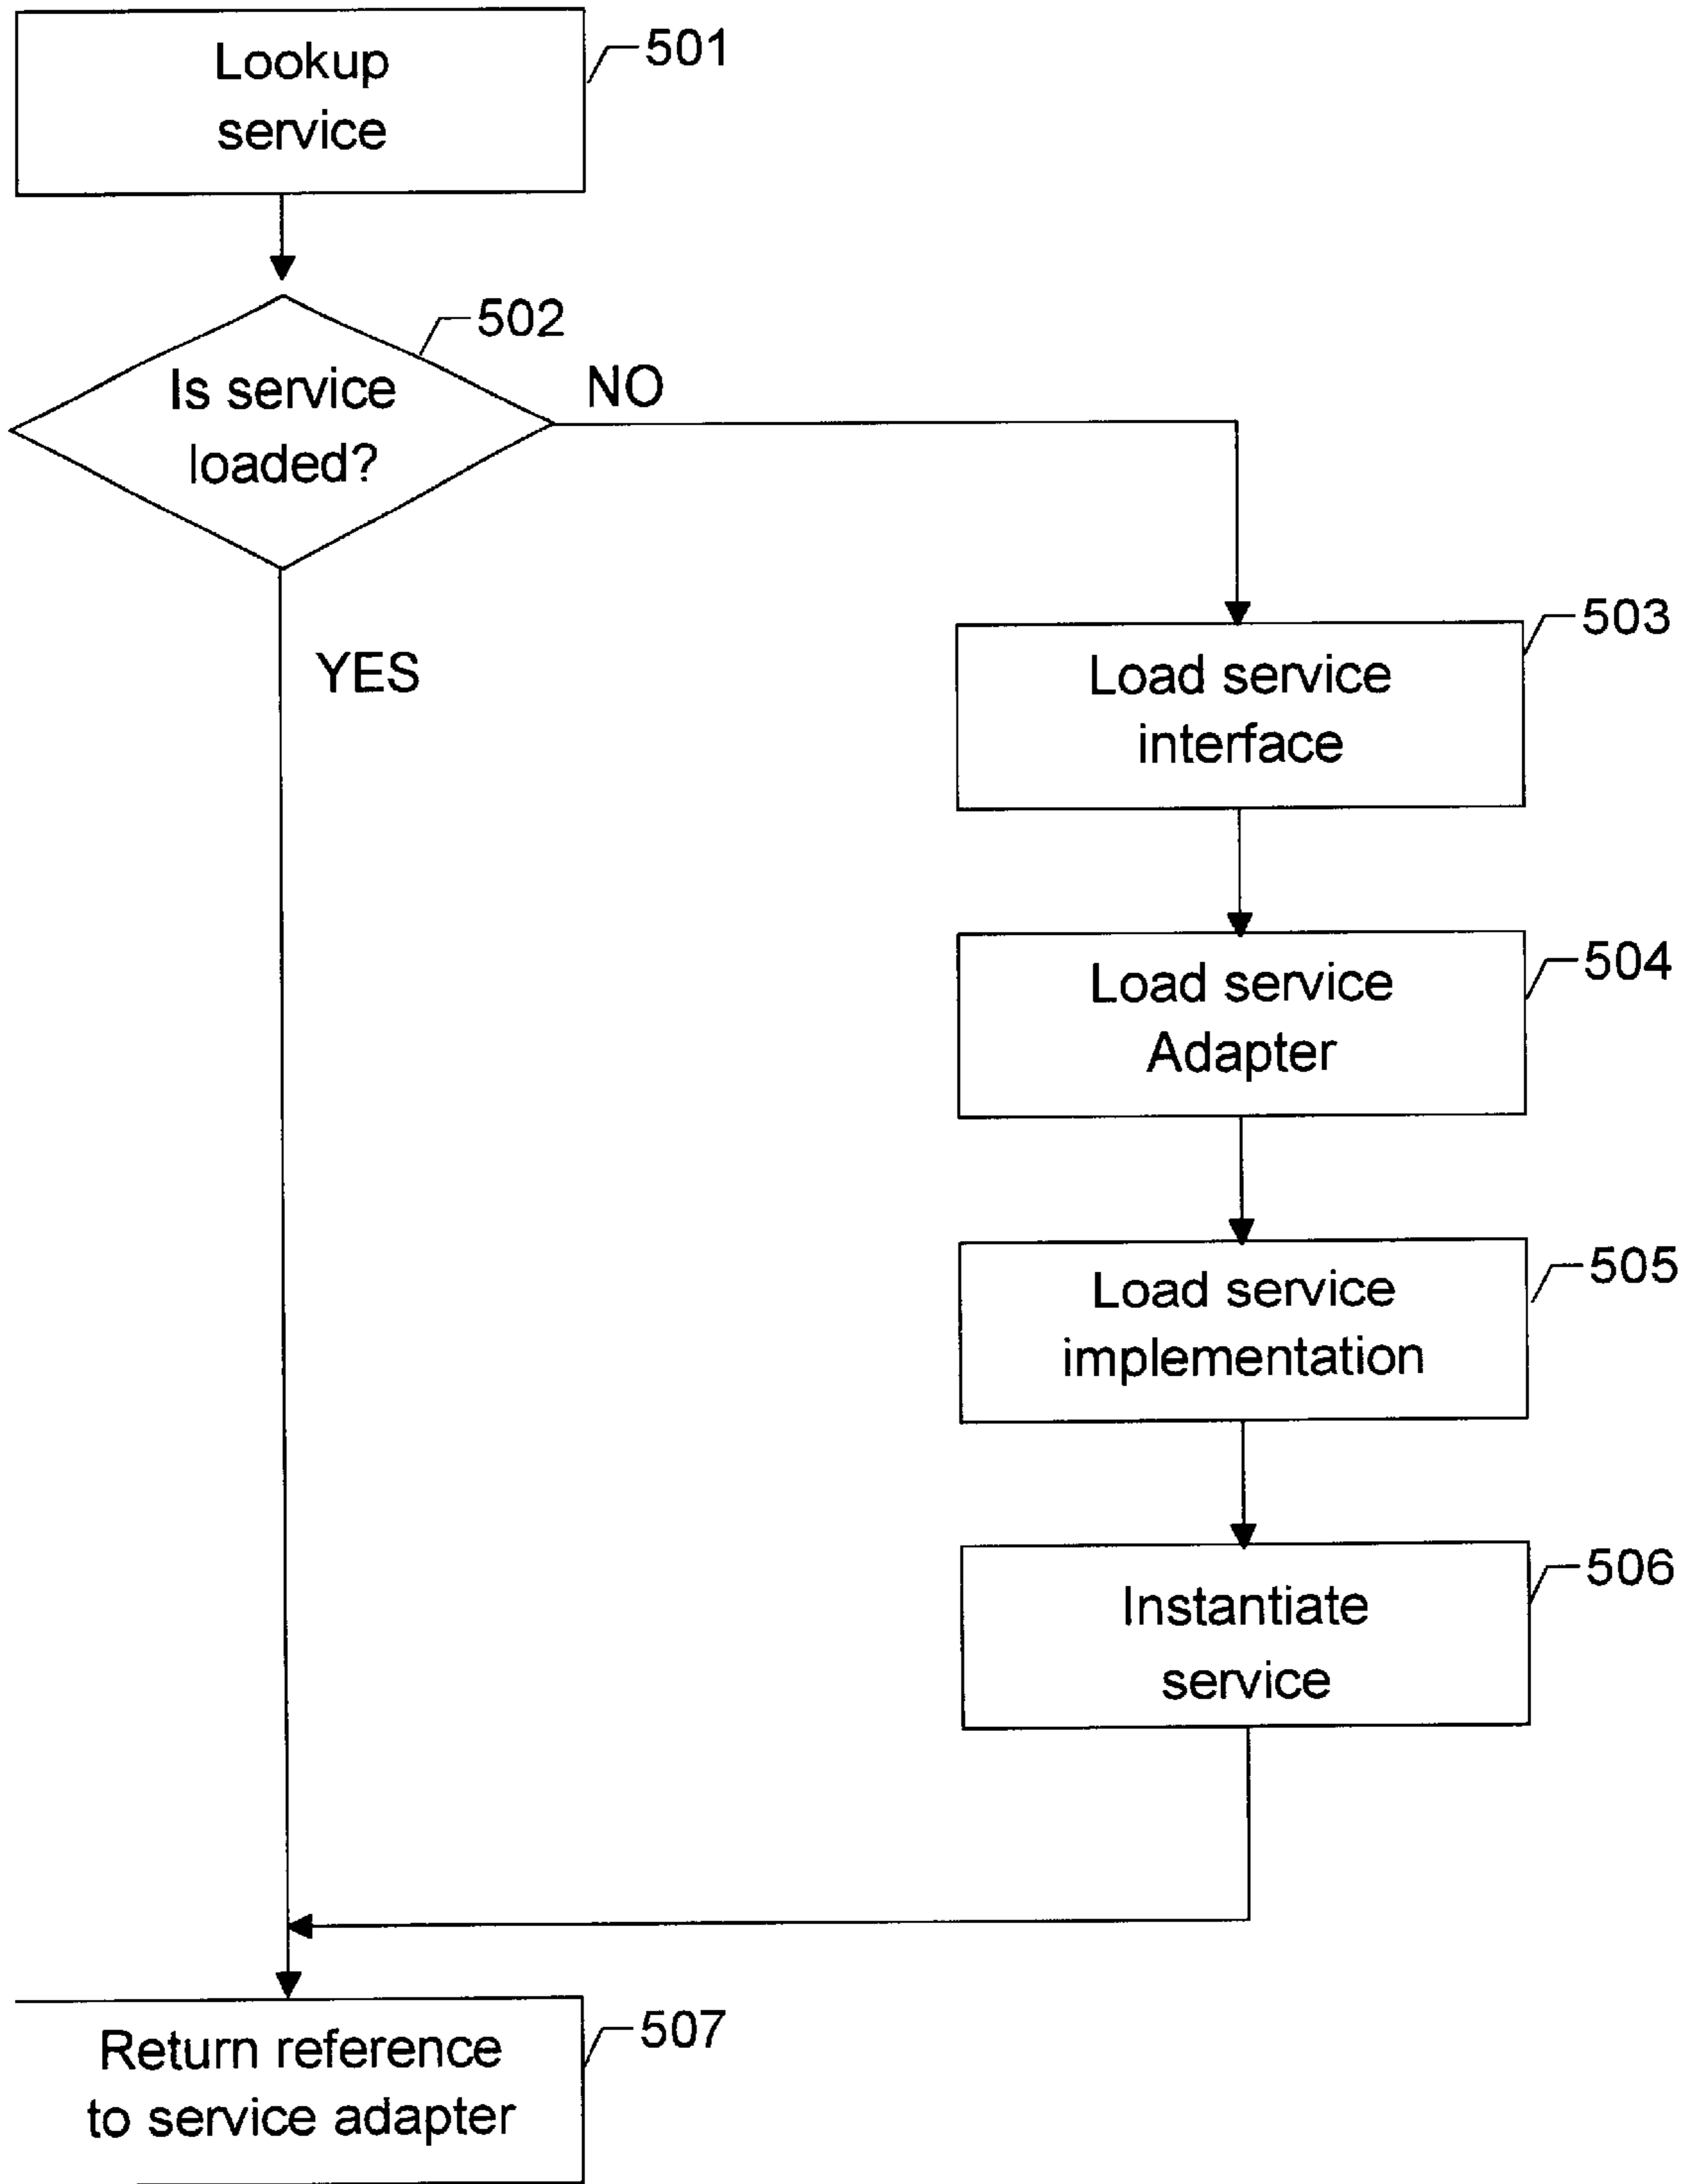 Lookup
service
501
502
Is service
loaded?
NO
YES
503
Load service
interface
504
Load service
Adapter
505
Load service
implementation
506
Instantiate
service
507
Return reference
to service adapter